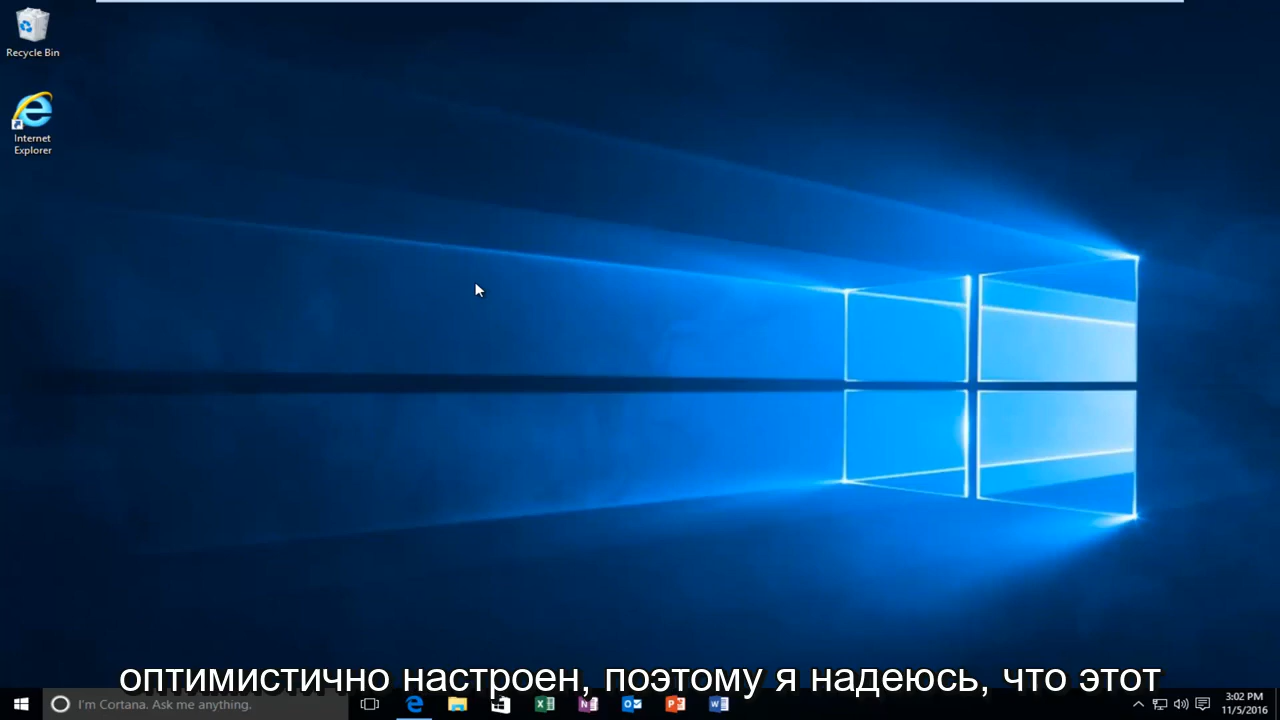 Recycle Bin
Internet
Explorer
оптимистично настроен, поэтому я надеюсь, что этот
I'm Cortana. Ask me anything.
3:02 PM
11/5/2016